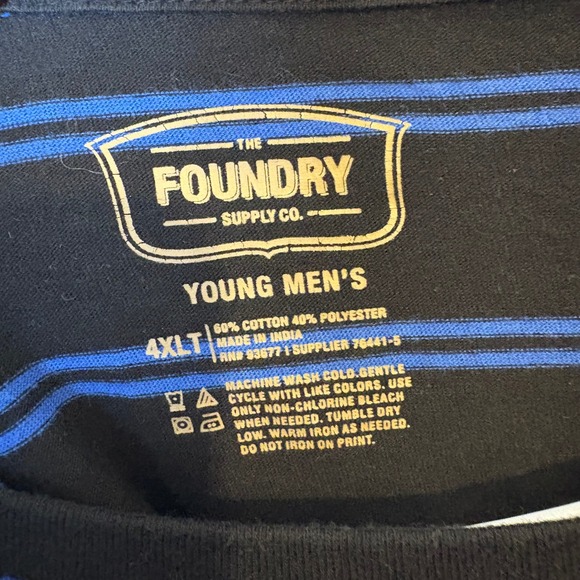 THE
FOUNDRY
SUPPLY CO.
YOUNG MEN'S
4XLT
60% COTTON 40% POLYESTER
MADE IN INDIA
RN# 93677 | SUPPLIER 76441-5
MACHINE WASH COLD.GENTLE
CYCLE WITH LIKE COLORS. USE
ONLY NON-CHLORINE BLEACH
WHEN NEEDED. TUMBLE DRY
LOW. WARM IRON AS NEEDED.
DO NOT IRON ON PRINT.